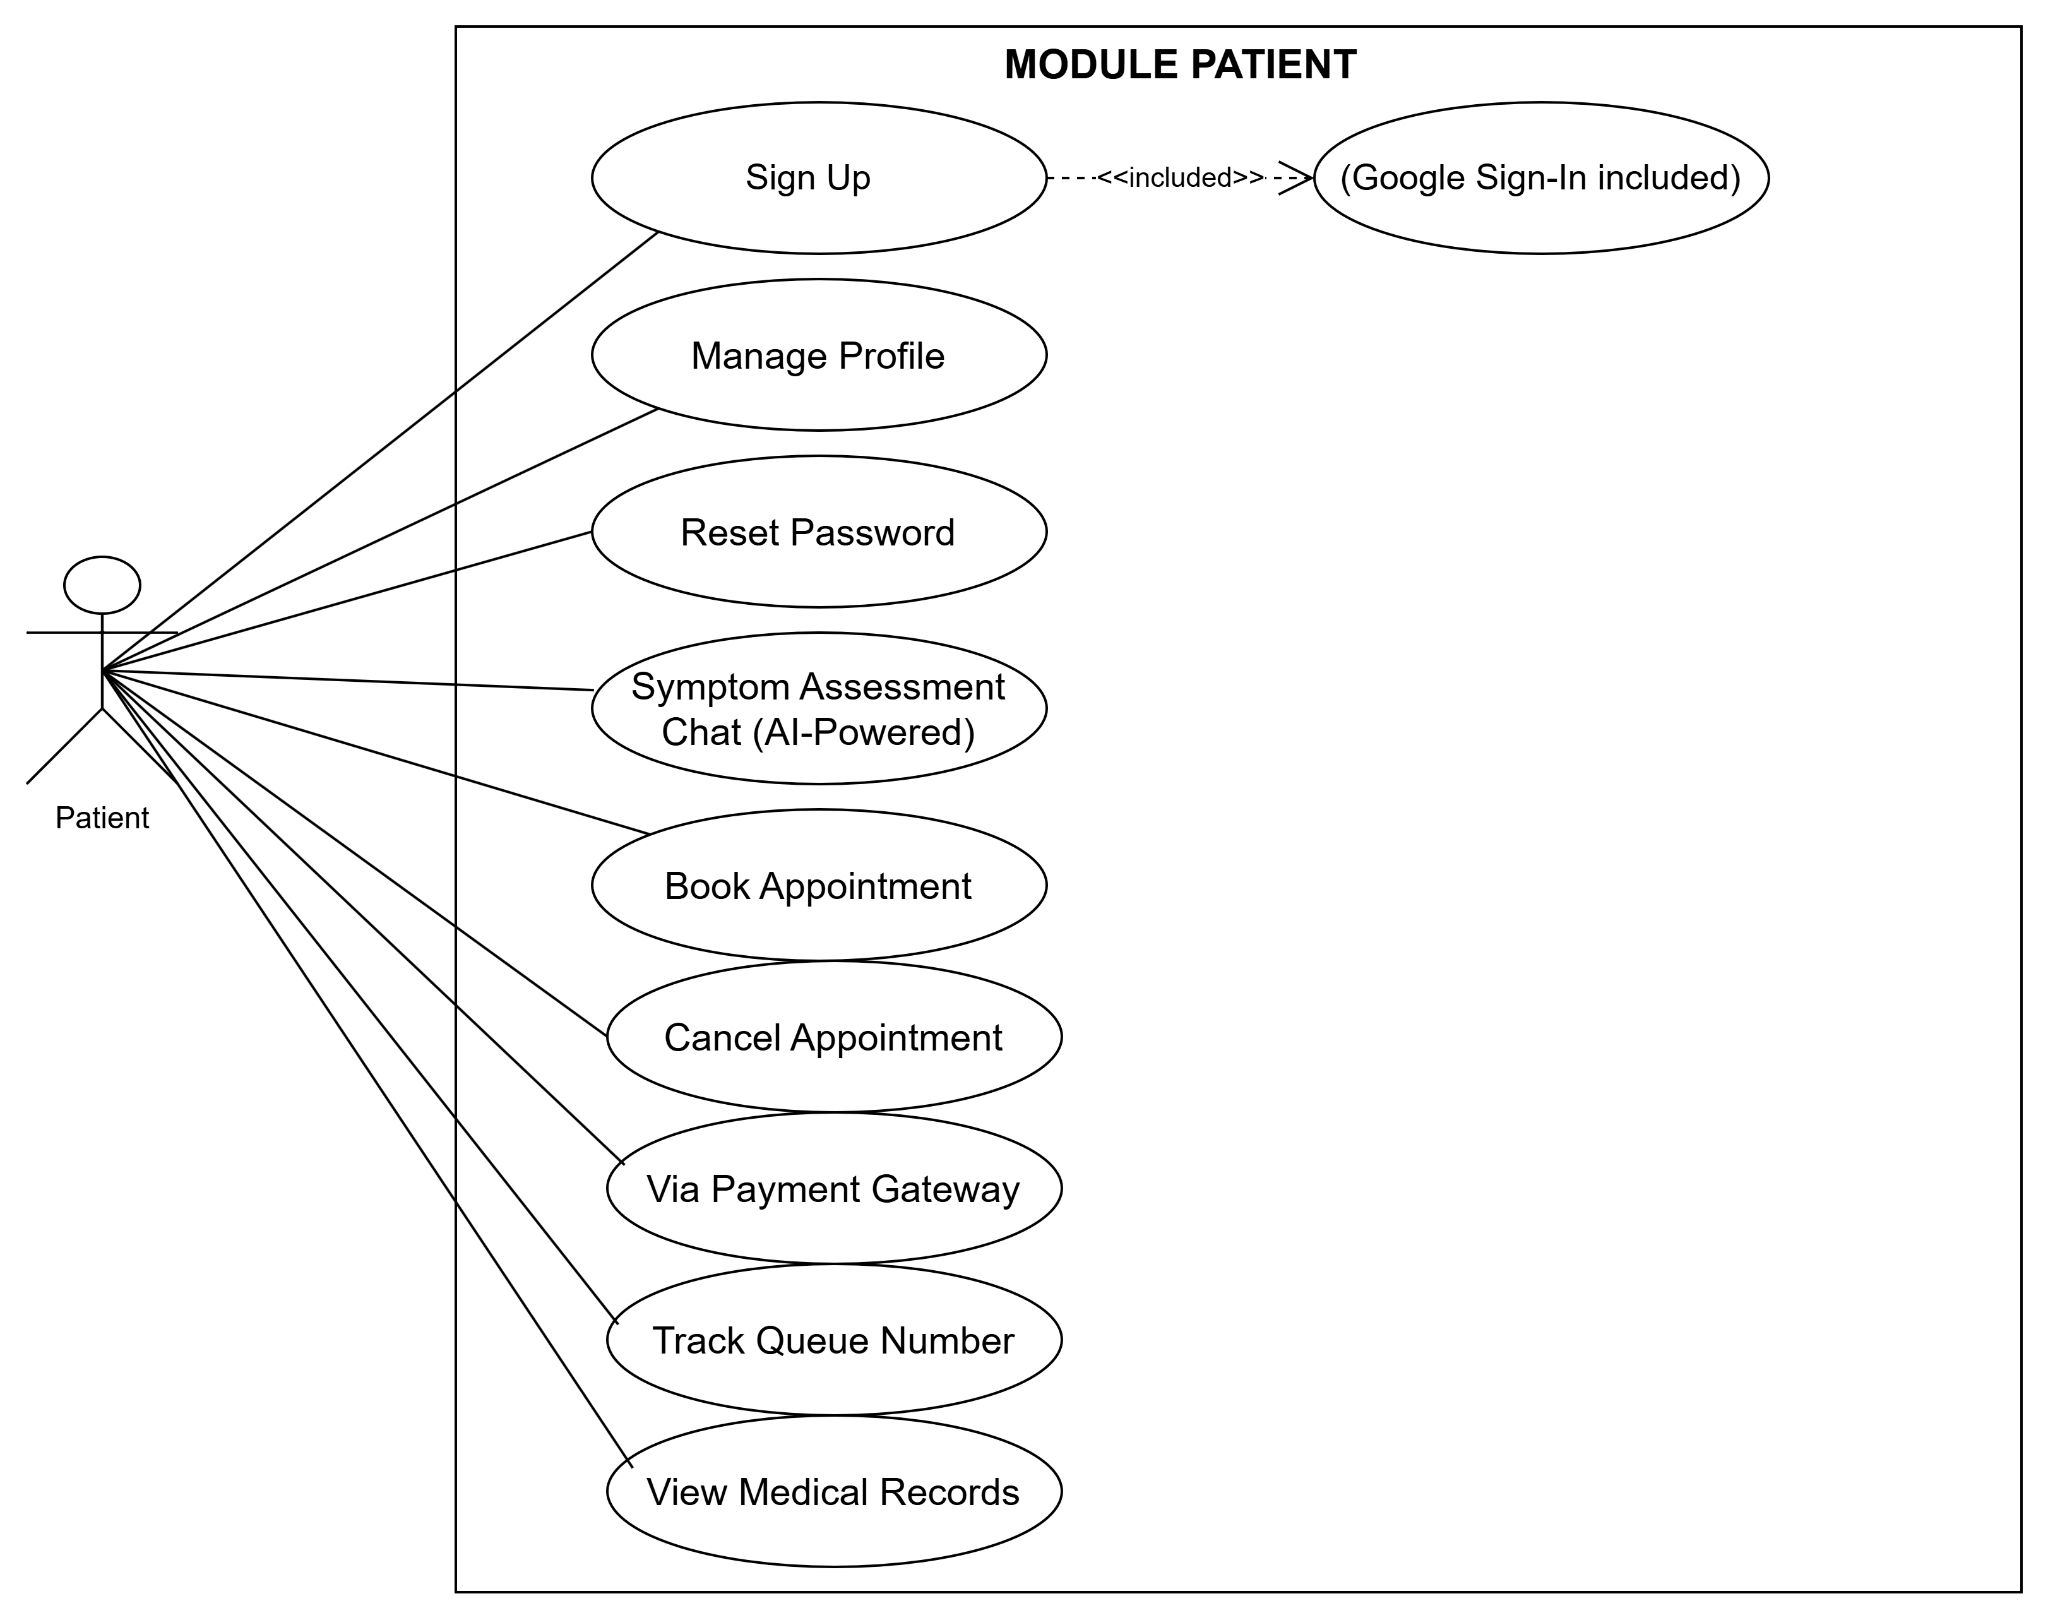 MODULE PATIENT
Sign Up
<<included>>
(Google Sign-In included)
Manage Profile
Reset Password
Symptom Assessment
Chat (AI-Powered)
Patient
Book Appointment
Cancel Appointment
Via Payment Gateway
Track Queue Number
View Medical Records